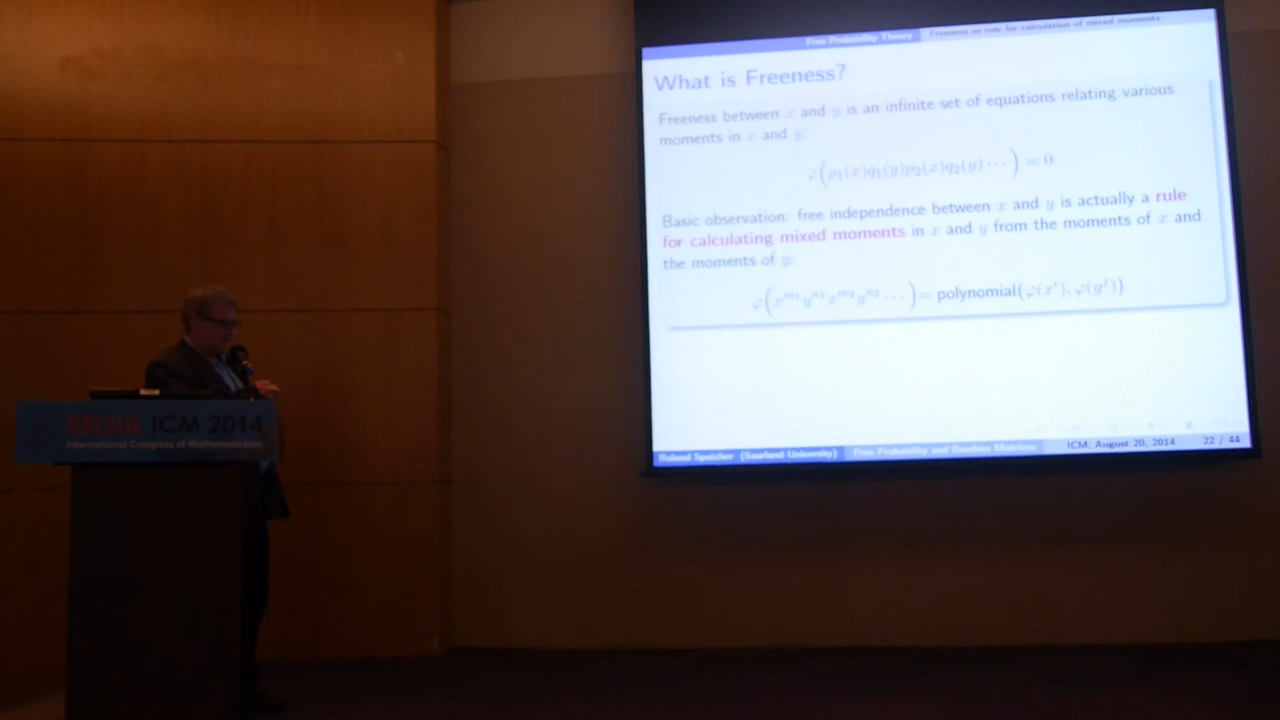 Free Probability Theory Freeness as rule for calculation of mixed moments
What is Freeness?
Freeness between x and y is an infinite set of equations relating various
moments in x and y:
φ(p₁(x)q₁(y)p₂(x)q₂(y)⋯) = 0
Basic observation: free independence between x and y is actually a rule
for calculating mixed moments in x and y from the moments of x and
the moments of y:
φ(x^{m₁}y^{n₁}x^{m₂}y^{n₂}⋯) = polynomial(φ(x^i), φ(y^j))
Roland Speicher (Saarland University) Free Probability and Random Matrices ICM, August 20, 2014 22 / 44
SEOUL ICM 2014
International Congress of Mathematicians